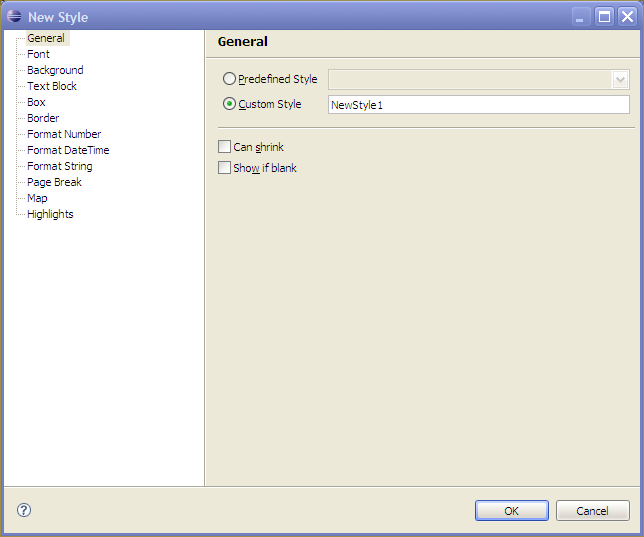 New Style
General
Font
Background
Text Block
Box
Border
Format Number
Format DateTime
Format String
Page Break
Map
Highlights
General
Predefined Style
Custom Style NewStyle1
Can shrink
Show if blank
? OK Cancel